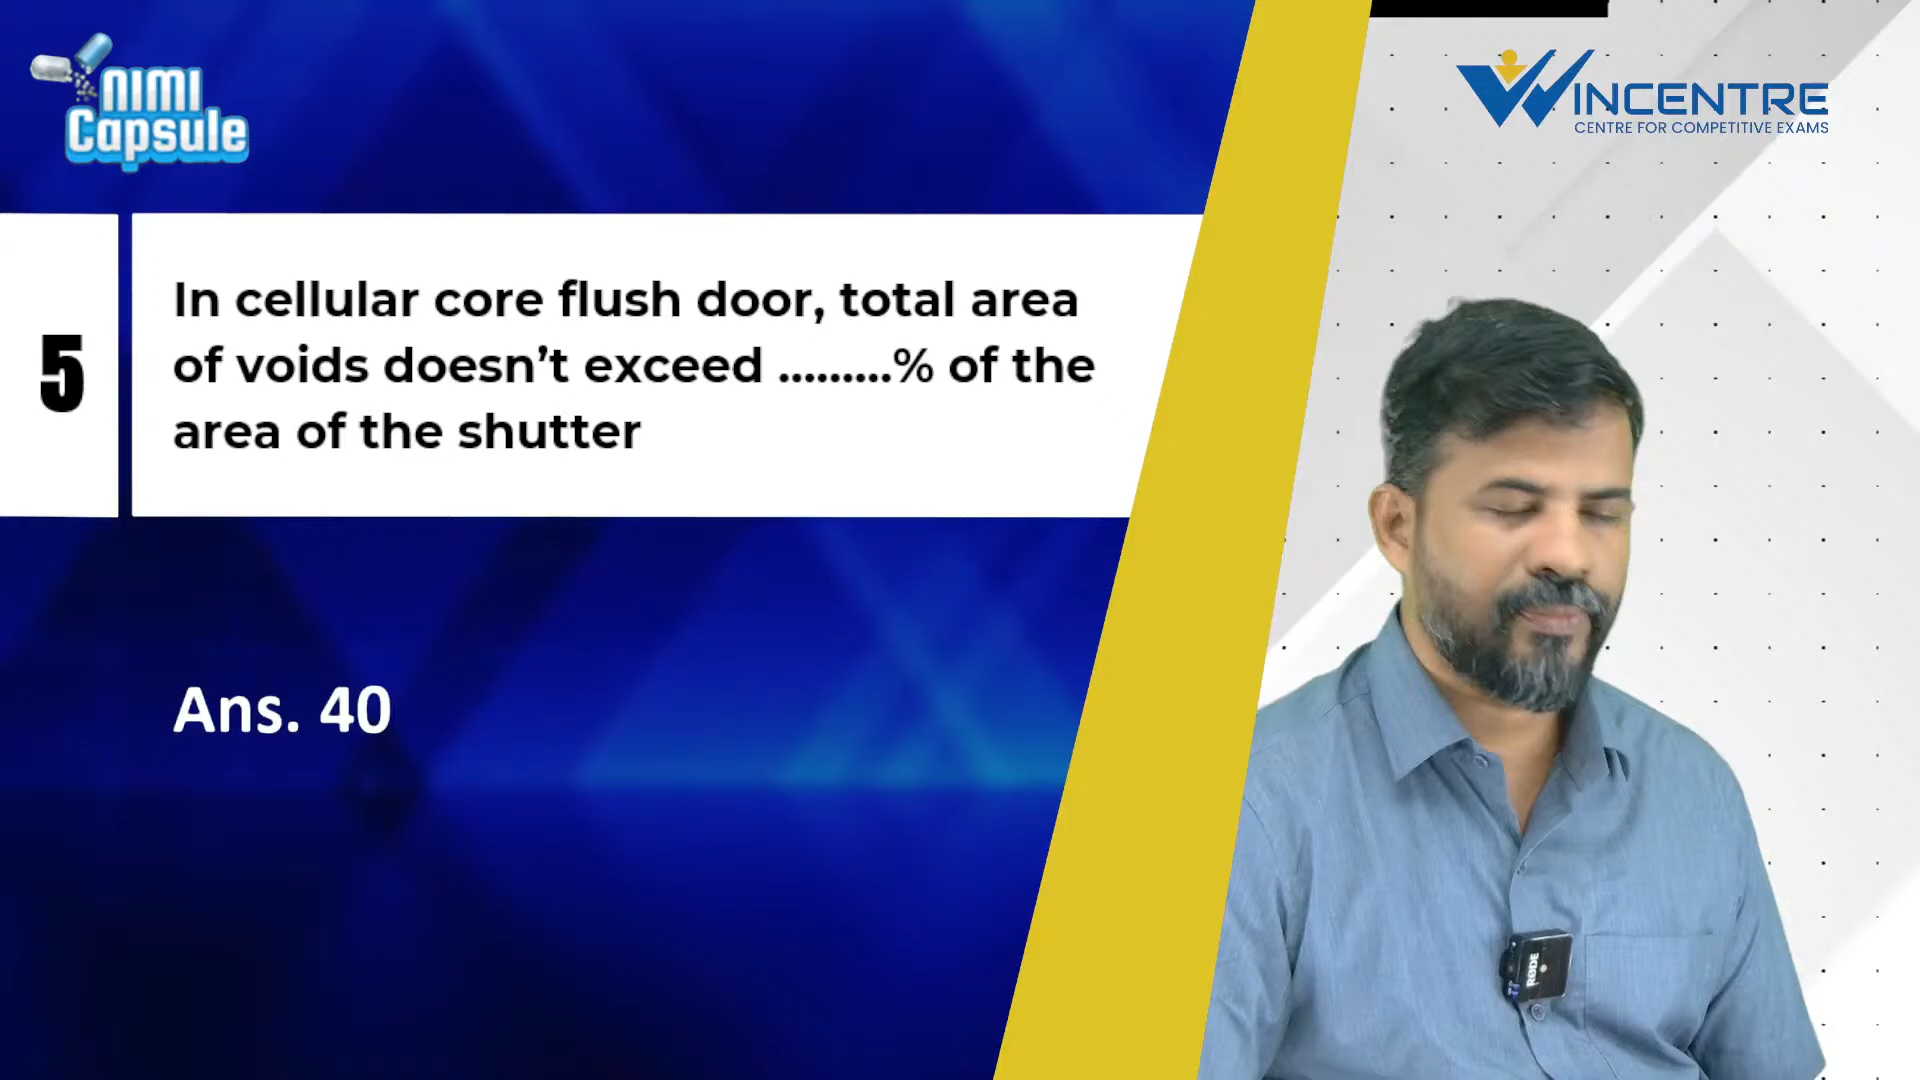 NIMI
Capsule
WINCENTRE
CENTRE FOR COMPETITIVE EXAMS
5
In cellular core flush door, total area
of voids doesn’t exceed .........% of the
area of the shutter
Ans. 40
RØDE